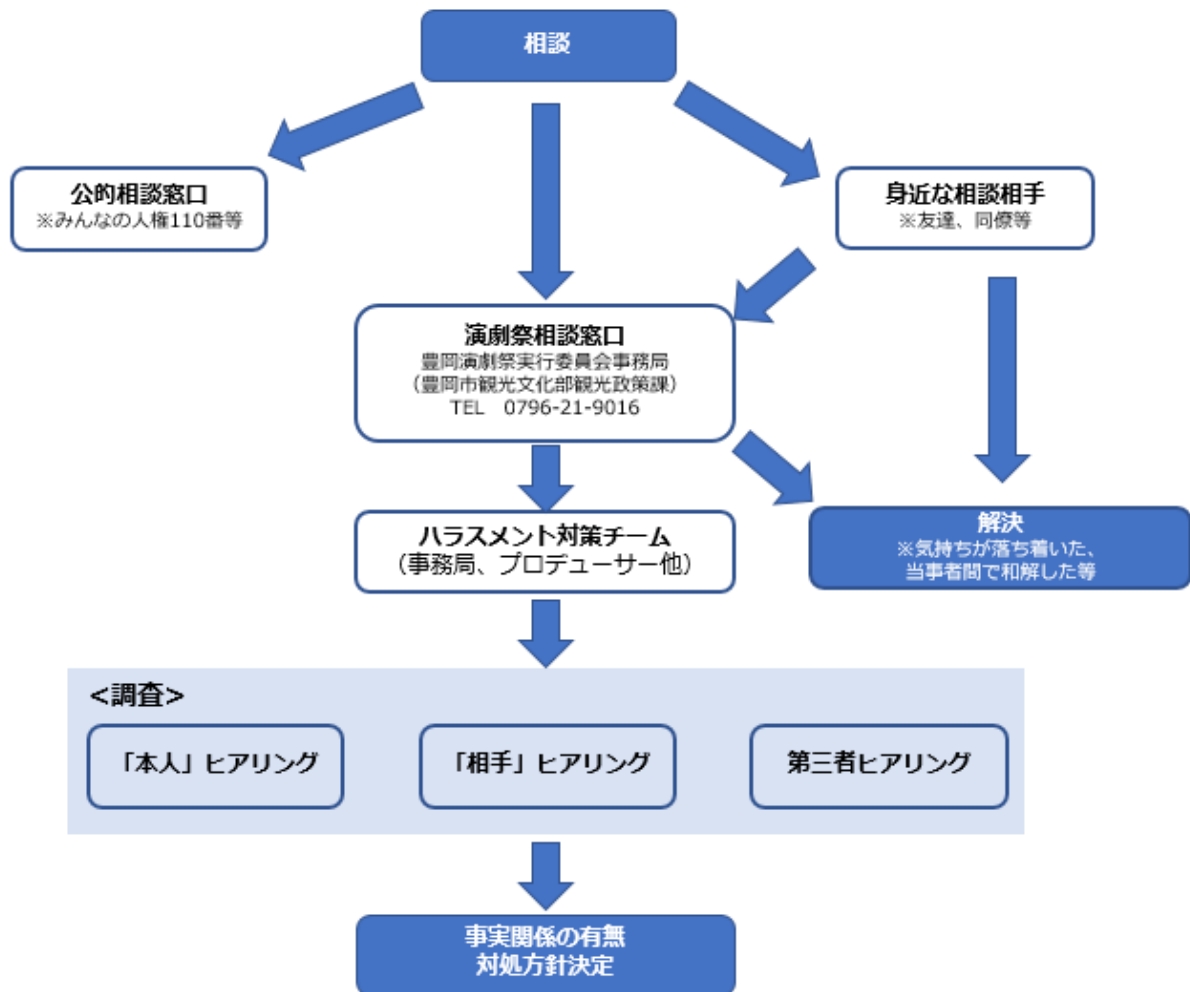 相談
公的相談窓口
※みんなの人権110番等
身近な相談相手
※友達、同僚等
演劇祭相談窓口
豊岡演劇祭実行委員会事務局
（豊岡市観光文化部観光政策課）
TEL　0796-21-9016
ハラスメント対策チーム
（事務局、プロデューサー他）
解決
※気持ちが落ち着いた、
当事者間で和解した等
<調査>
「本人」ヒアリング
「相手」ヒアリング
第三者ヒアリング
事実関係の有無
対処方針決定